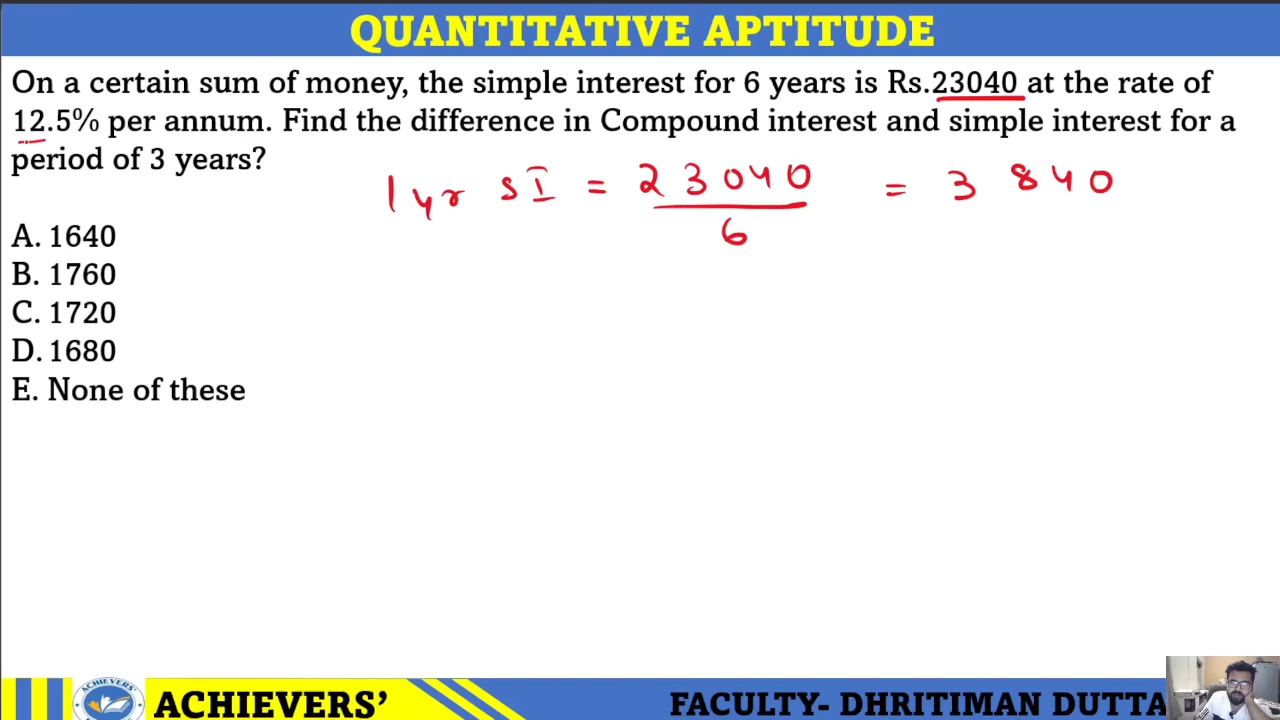 QUANTITATIVE APTITUDE
On a certain sum of money, the simple interest for 6 years is Rs.23040 at the rate of
12.5% per annum. Find the difference in Compound interest and simple interest for a
period of 3 years?
1 yr SI = 23040 / 6 = 3840
A. 1640
B. 1760
C. 1720
D. 1680
E. None of these
ACHIEVERS'
ACHIEVERS’
FACULTY- DHRITIMAN DUTTA